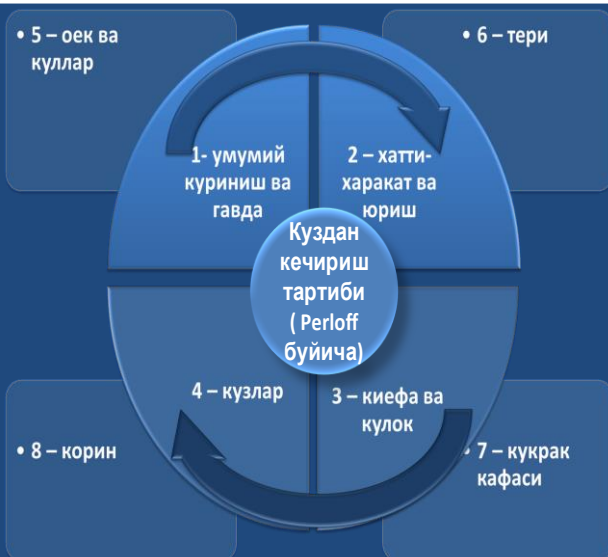 • 5 – оек ва
куллар
• 6 – тери
1- умумий
куриниш ва
гавда
2 – хатти-
харакат ва
юриш
Куздан
кечириш
тартиби
( Perloff
буйича)
4 – кузлар
3 – киефа ва
кулок
• 8 – корин
• 7 – кукрак
кафаси